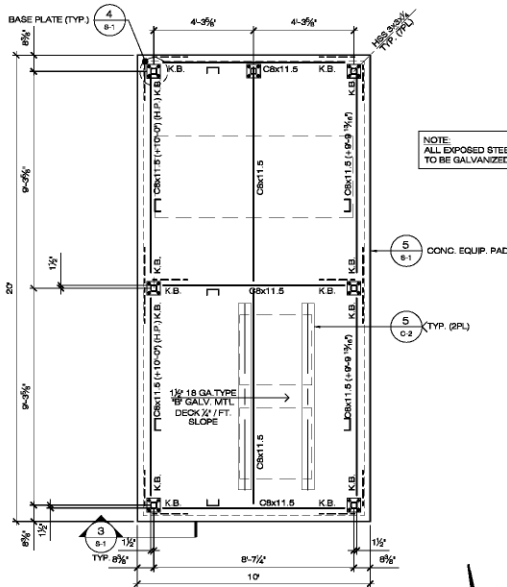 BASE PLATE (TYP.)
4
S-1
4'-3⅝"
4'-3⅝"
HSS 3x3x¼
TYP. (7PL)
8⅜"
K.B.
C8x11.5
K.B.
K.B.
K.B.
C8x11.5 (+10'-0") (H.P.)
C8x11.5
C8x11.5 (+9'-9 13/16")
9'-3⅝"
NOTE:
ALL EXPOSED STEE
TO BE GALVANIZED
5
S-1
CONC. EQUIP. PAD
1½"
20'
K.B.
K.B.
K.B.
C8x11.5
K.B.
K.B.
K.B.
5
C-2
TYP. (2PL)
C8x11.5 (+10'-0") (H.P.)
C8x11.5 (+9'-9 13/16")
9'-3⅝"
1½" 18 GA.TYPE
"B" GALV. MTL
DECK ¼" / FT.
SLOPE
C8x11.5
K.B.
K.B.
K.B.
C8x11.5
K.B.
8⅜"
1½"
3
S-1
TYP.
1½"
1½"
8⅜"
8'-7¼"
8⅜"
10'